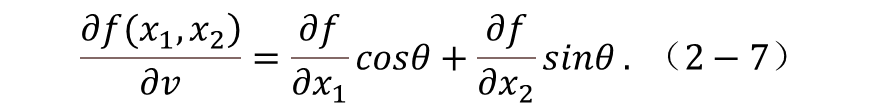 ∂f(x₁,x₂)/∂v = ∂f/∂x₁ cosθ + ∂f/∂x₂ sinθ .（2 − 7）